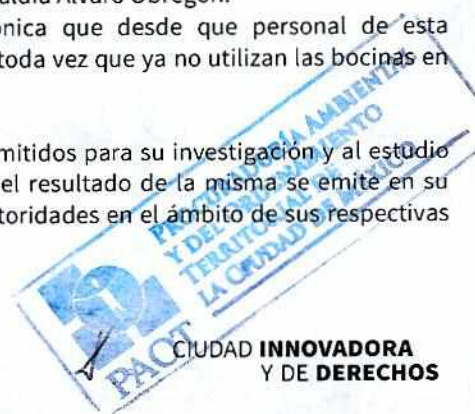 Alcaldía Álvaro Obregón.
ónica que desde que personal de esta
toda vez que ya no utilizan las bocinas en
mitidos para su investigación y al estudio
el resultado de la misma se emite en su
toridades en el ámbito de sus respectivas
PROCURADURÍA AMBIENTAL
Y DEL ORDENAMIENTO
TERRITORIAL DE
LA CIUDAD DE MÉXICO
PAOT
CIUDAD INNOVADORA
Y DE DERECHOS